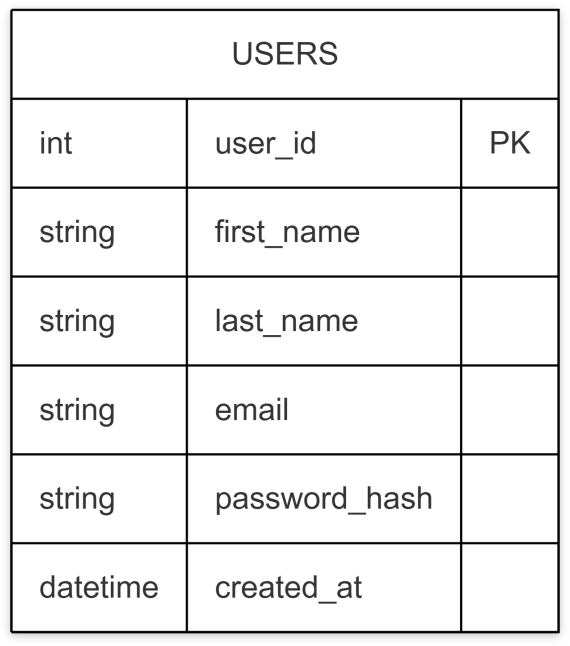 USERS
int user_id PK
string first_name
string last_name
string email
string password_hash
datetime created_at